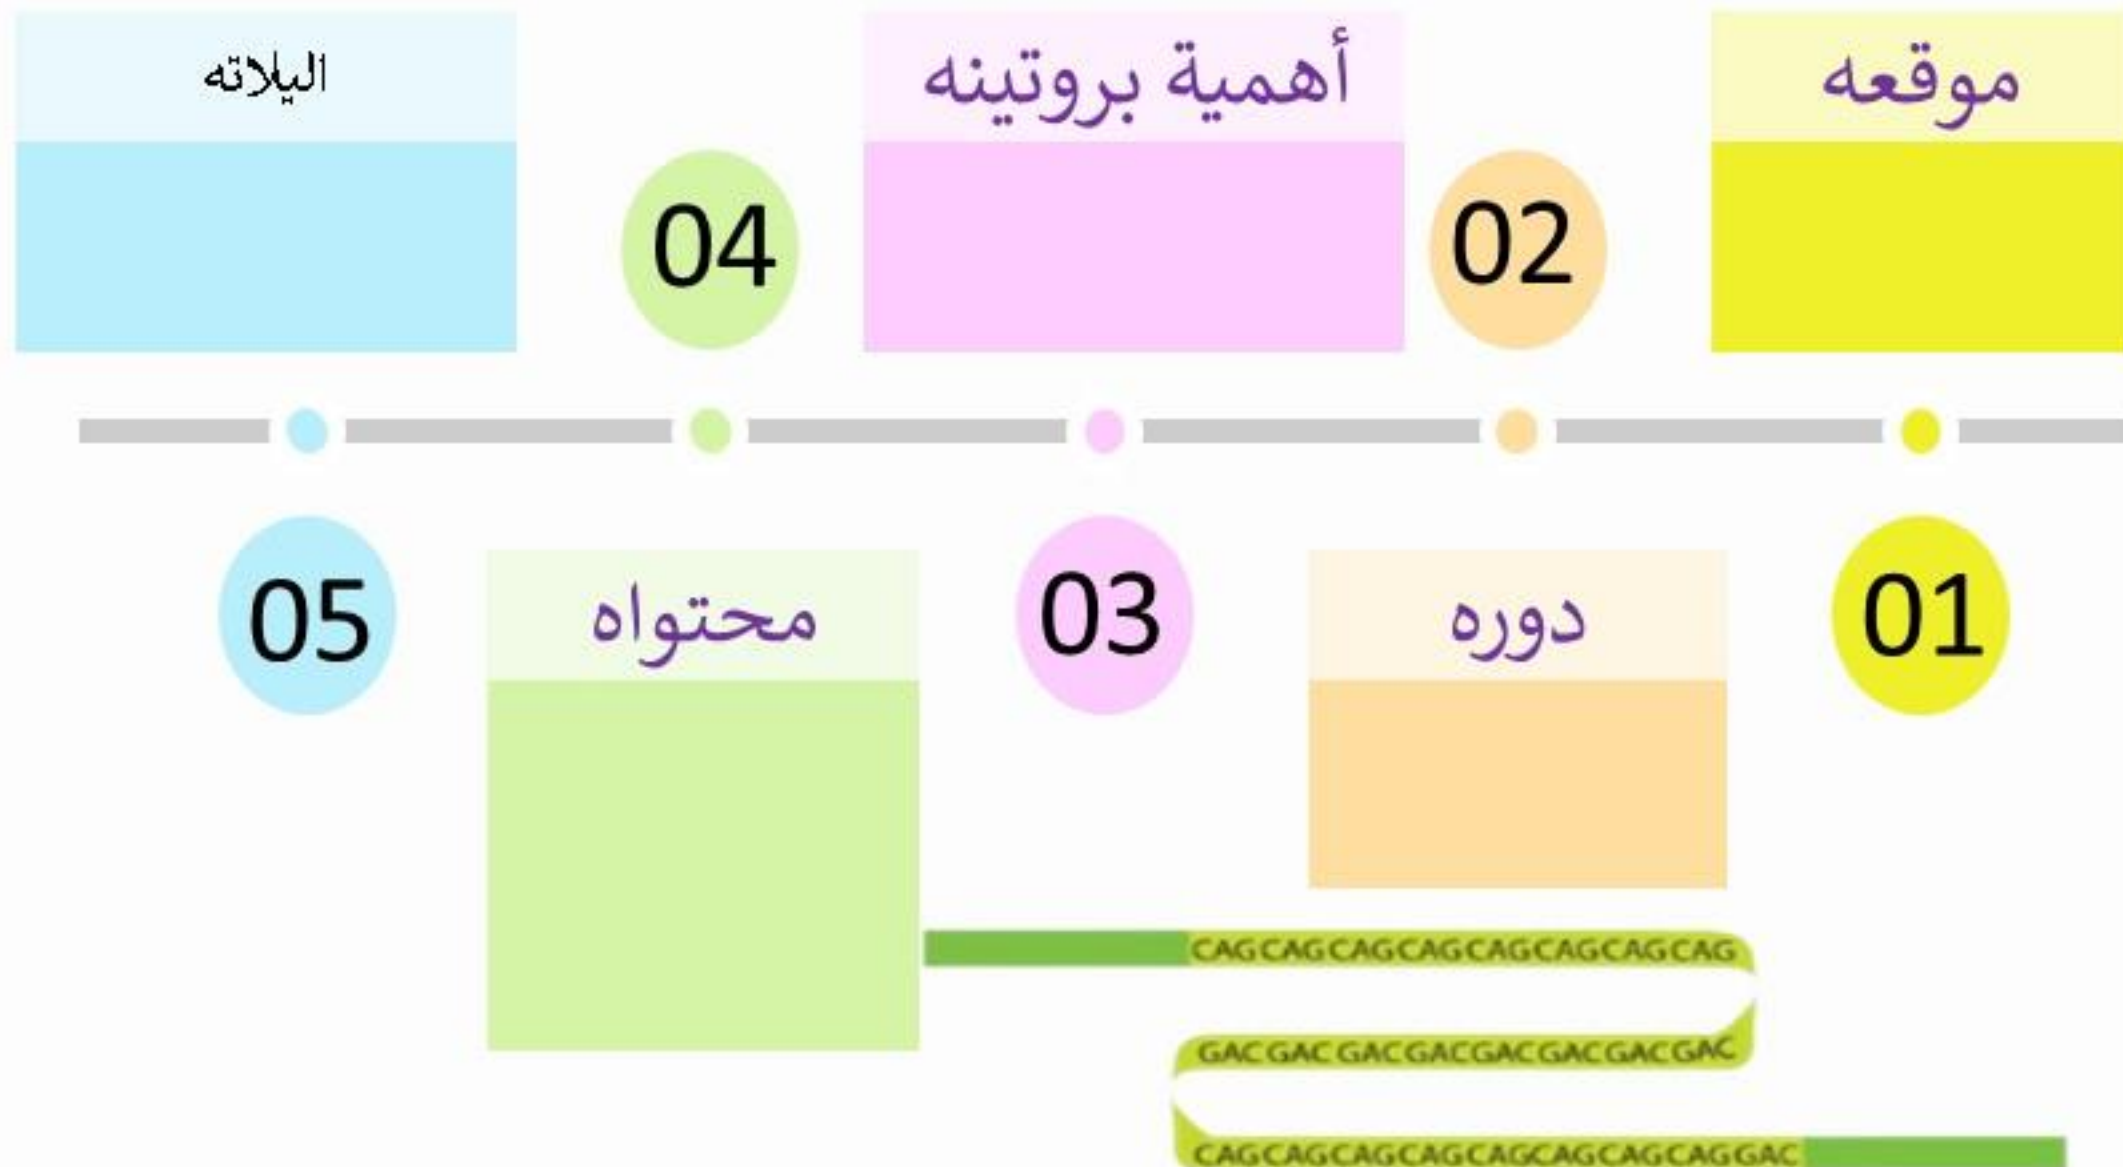 موقعه
أهمية بروتينه
اليلاته
02
04
01
03
05
دوره
محتواه
CAGCAGCAGCAGCAGCAGCAGCAG
GACGACGACGACGACGACGACGAC
CAGCAGCAGCAGCAGCAGCAGCAGGAC